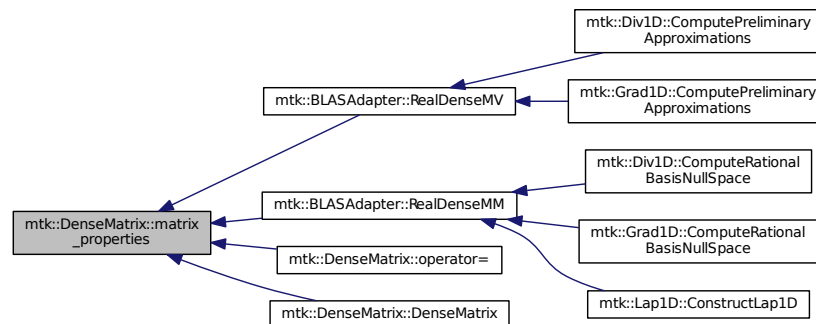 mtk::Div1D::ComputePreliminary
Approximations
mtk::BLASAdapter::RealDenseMV
mtk::Grad1D::ComputePreliminary
Approximations
mtk::Div1D::ComputeRational
BasisNullSpace
mtk::BLASAdapter::RealDenseMM
mtk::DenseMatrix::matrix
_properties
mtk::Grad1D::ComputeRational
BasisNullSpace
mtk::DenseMatrix::operator=
mtk::Lap1D::ConstructLap1D
mtk::DenseMatrix::DenseMatrix